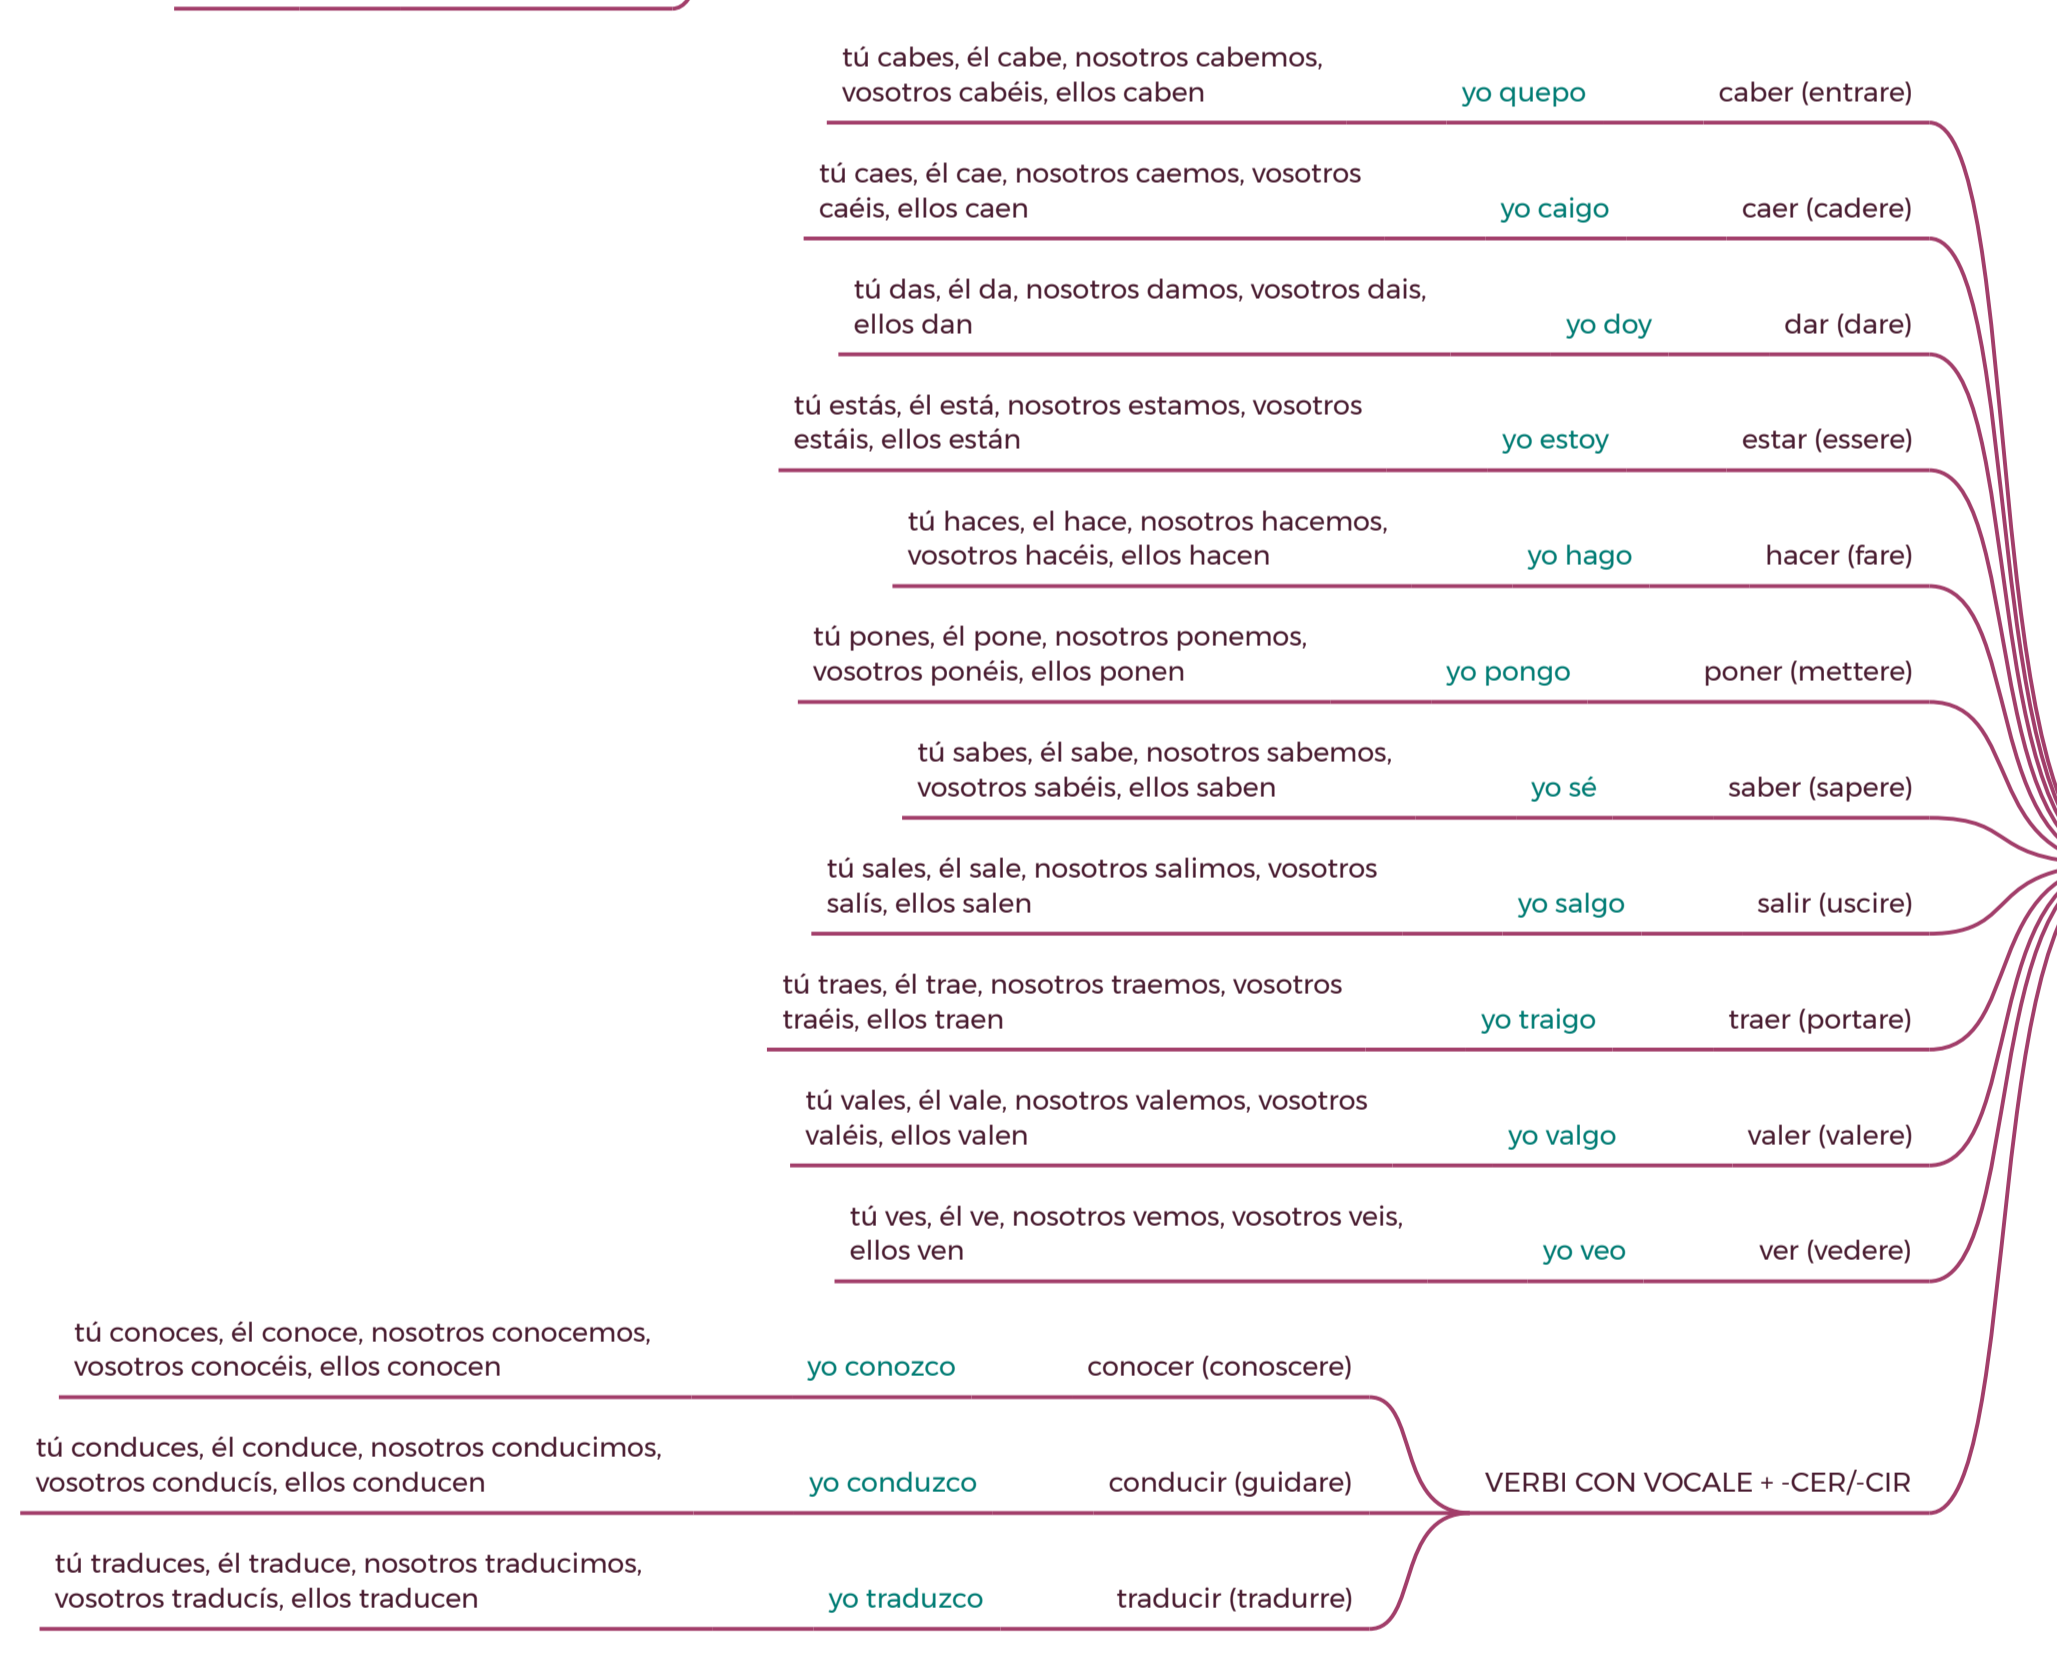 tú cabes, él cabe, nosotros cabemos,
vosotros cabéis, ellos caben yo quepo caber (entrare)
tú caes, él cae, nosotros caemos, vosotros
caéis, ellos caen yo caigo caer (cadere)
tú das, él da, nosotros damos, vosotros dais,
ellos dan yo doy dar (dare)
tú estás, él está, nosotros estamos, vosotros
estáis, ellos están yo estoy estar (essere)
tú haces, el hace, nosotros hacemos,
vosotros hacéis, ellos hacen yo hago hacer (fare)
tú pones, él pone, nosotros ponemos,
vosotros ponéis, ellos ponen yo pongo poner (mettere)
tú sabes, él sabe, nosotros sabemos,
vosotros sabéis, ellos saben yo sé saber (sapere)
tú sales, él sale, nosotros salimos, vosotros
salís, ellos salen yo salgo salir (uscire)
tú traes, él trae, nosotros traemos, vosotros
traéis, ellos traen yo traigo traer (portare)
tú vales, él vale, nosotros valemos, vosotros
valéis, ellos valen yo valgo valer (valere)
tú ves, él ve, nosotros vemos, vosotros veis,
ellos ven yo veo ver (vedere)
tú conoces, él conoce, nosotros conocemos,
vosotros conocéis, ellos conocen yo conozco conocer (conoscere)
tú conduces, él conduce, nosotros conducimos,
vosotros conducís, ellos conducen yo conduzco conducir (guidare) VERBI CON VOCALE + -CER/-CIR
tú traduces, él traduce, nosotros traducimos,
vosotros traducís, ellos traducen yo traduzco traducir (tradurre)